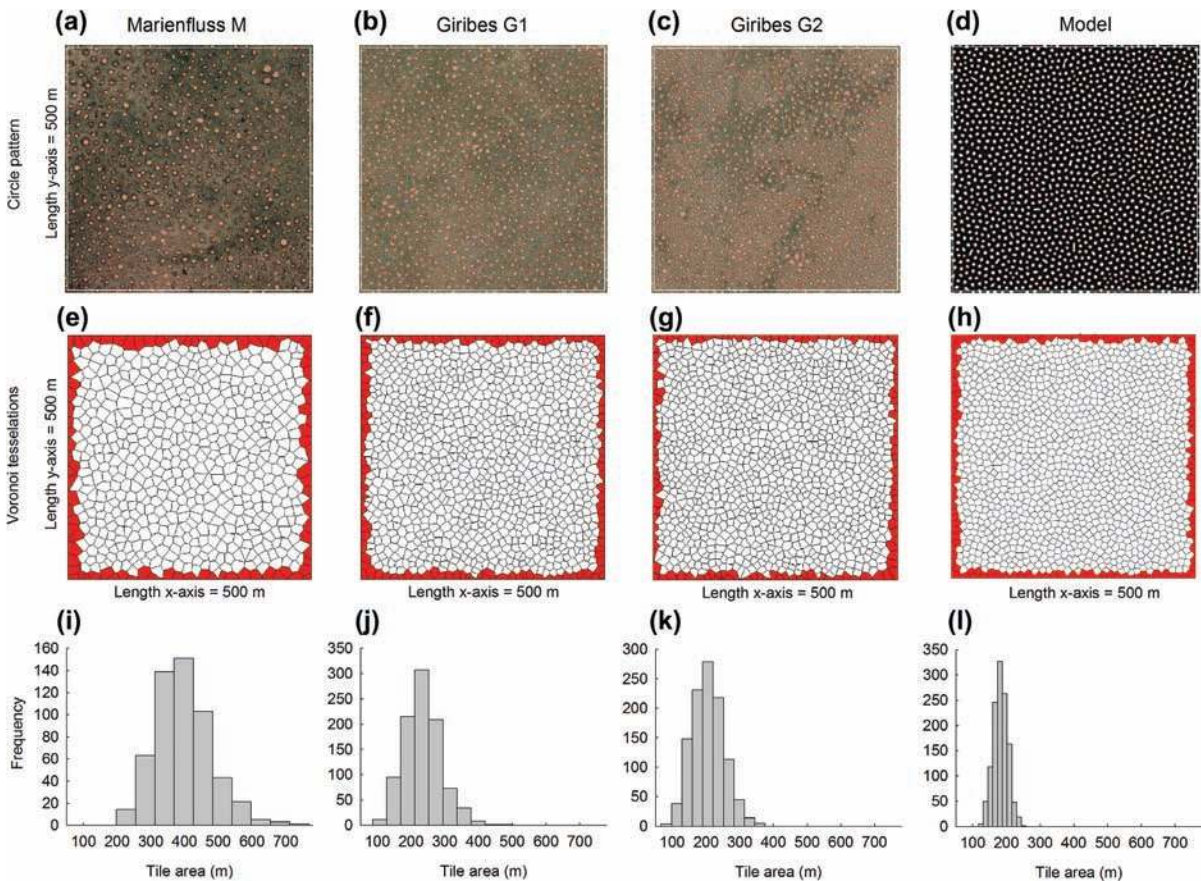 (a) Marienfluss M
(b) Giribes G1
(c) Giribes G2
(d) Model
Circle pattern
Length y-axis = 500 m
(e)
(f)
(g)
(h)
Voronoi tesselations
Length y-axis = 500 m
Length x-axis = 500 m
Length x-axis = 500 m
Length x-axis = 500 m
Length x-axis = 500 m
(i)
(j)
(k)
(l)
Frequency
160
140
120
100
80
60
40
20
0
100 200 300 400 500 600 700
Tile area (m)
350
300
250
200
150
100
50
0
100 200 300 400 500 600 700
Tile area (m)
300
250
200
150
100
50
0
100 200 300 400 500 600 700
Tile area (m)
350
300
250
200
150
100
50
0
100 200 300 400 500 600 700
Tile area (m)